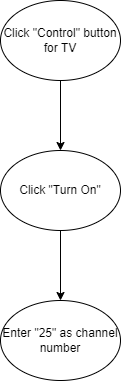 Click "Control" button
for TV
Click "Turn On"
Enter "25" as channel
number